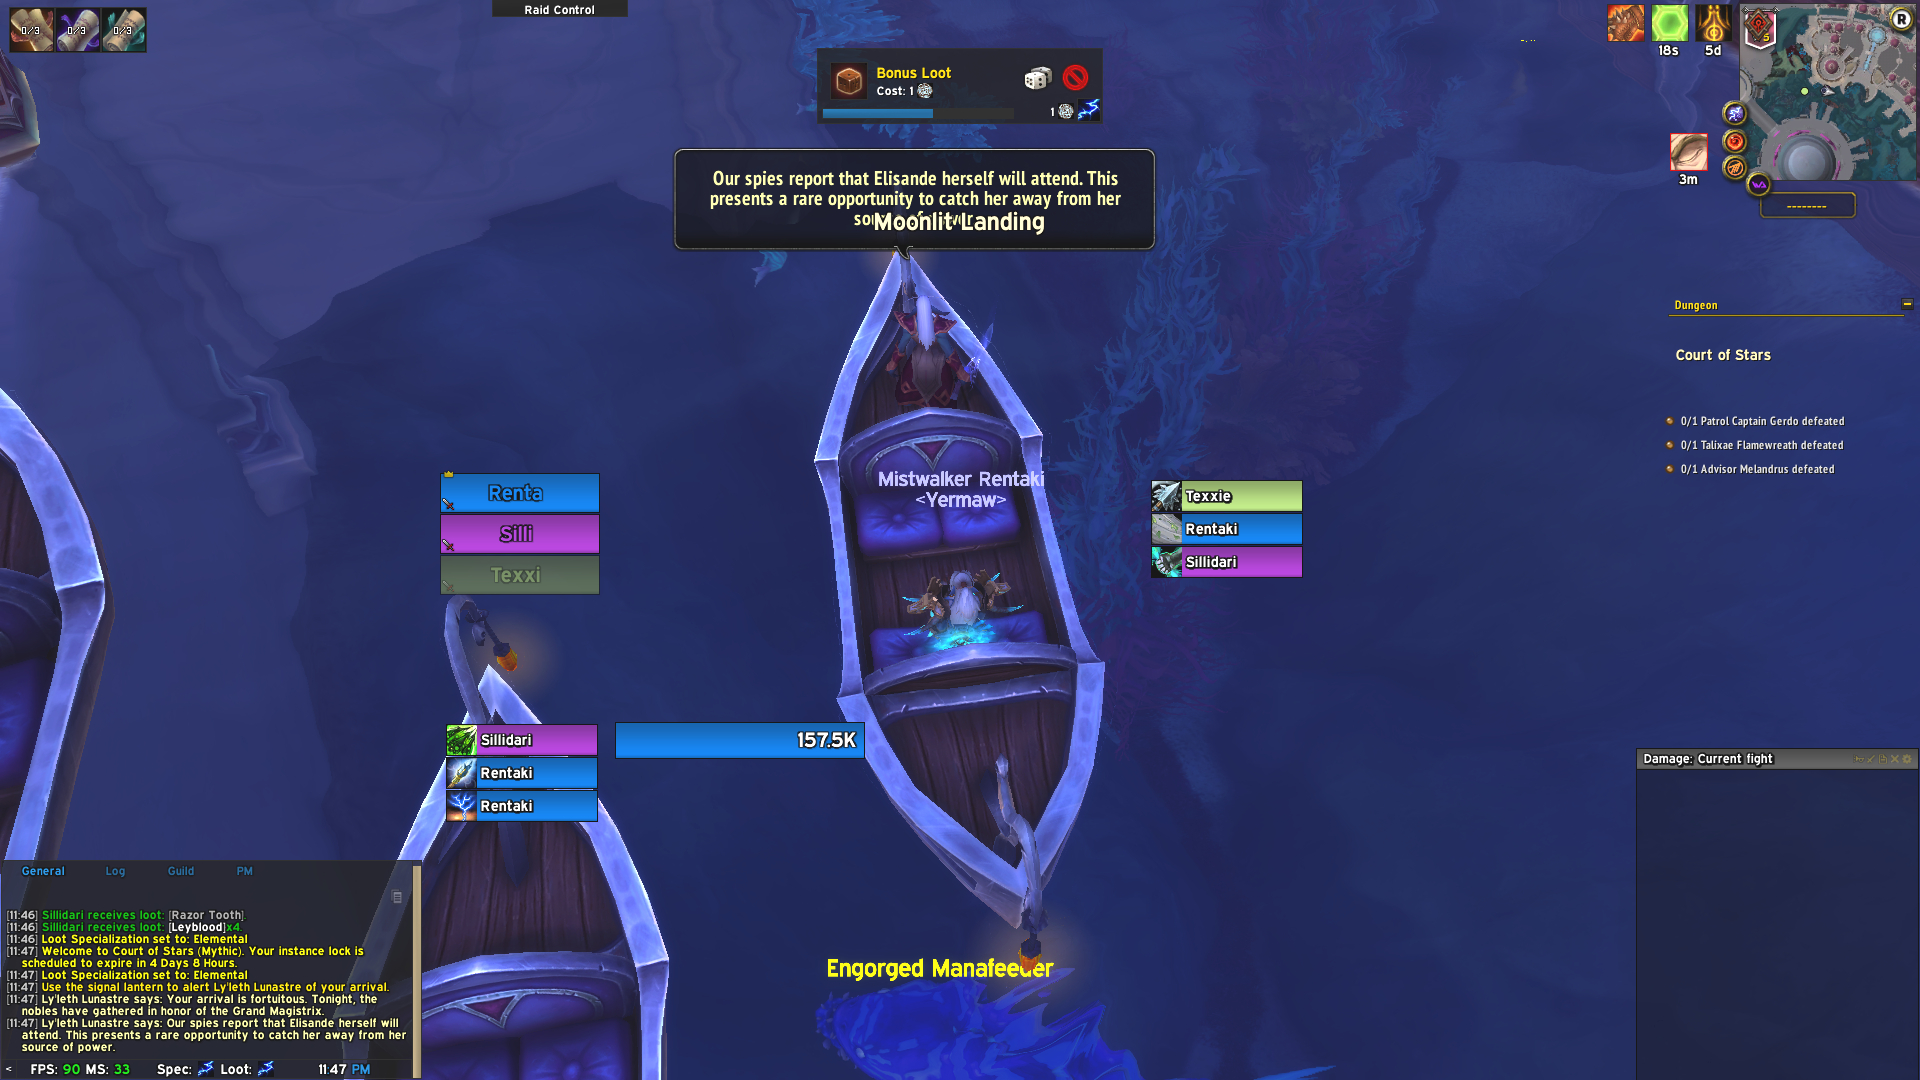 Raid Control
0/3 0/3 0/3
Bonus Loot
Cost: 1
1
18s 5d
R
5
3m
--------
Our spies report that Elisande herself will attend. This
presents a rare opportunity to catch her away from her
Moonlit Landing
Dungeon
Court of Stars
0/1 Patrol Captain Gerdo defeated
0/1 Talixae Flamewreath defeated
0/1 Advisor Melandrus defeated
Mistwalker Rentaki
<Yermaw>
Renta
Silli
Texxi
Texxie
Rentaki
Sillidari
Sillidari
Rentaki
Rentaki
157.5K
Damage: Current fight
Engorged Manafeeder
General Log Guild PM
[11:46] Sillidari receives loot: [Razor Tooth].
[11:46] Sillidari receives loot: [Leyblood]x4.
[11:46] Loot Specialization set to: Elemental
[11:47] Welcome to Court of Stars (Mythic). Your instance lock is
scheduled to expire in 4 Days 8 Hours.
[11:47] Loot Specialization set to: Elemental
[11:47] Use the signal lantern to alert Ly'leth Lunastre of your arrival.
[11:47] Ly'leth Lunastre says: Your arrival is fortuitous. Tonight, the
nobles have gathered in honor of the Grand Magistrix.
[11:47] Ly'leth Lunastre says: Our spies report that Elisande herself will
attend. This presents a rare opportunity to catch her away from her
source of power.
< FPS: 90 MS: 33 Spec: Loot: 11:47 PM